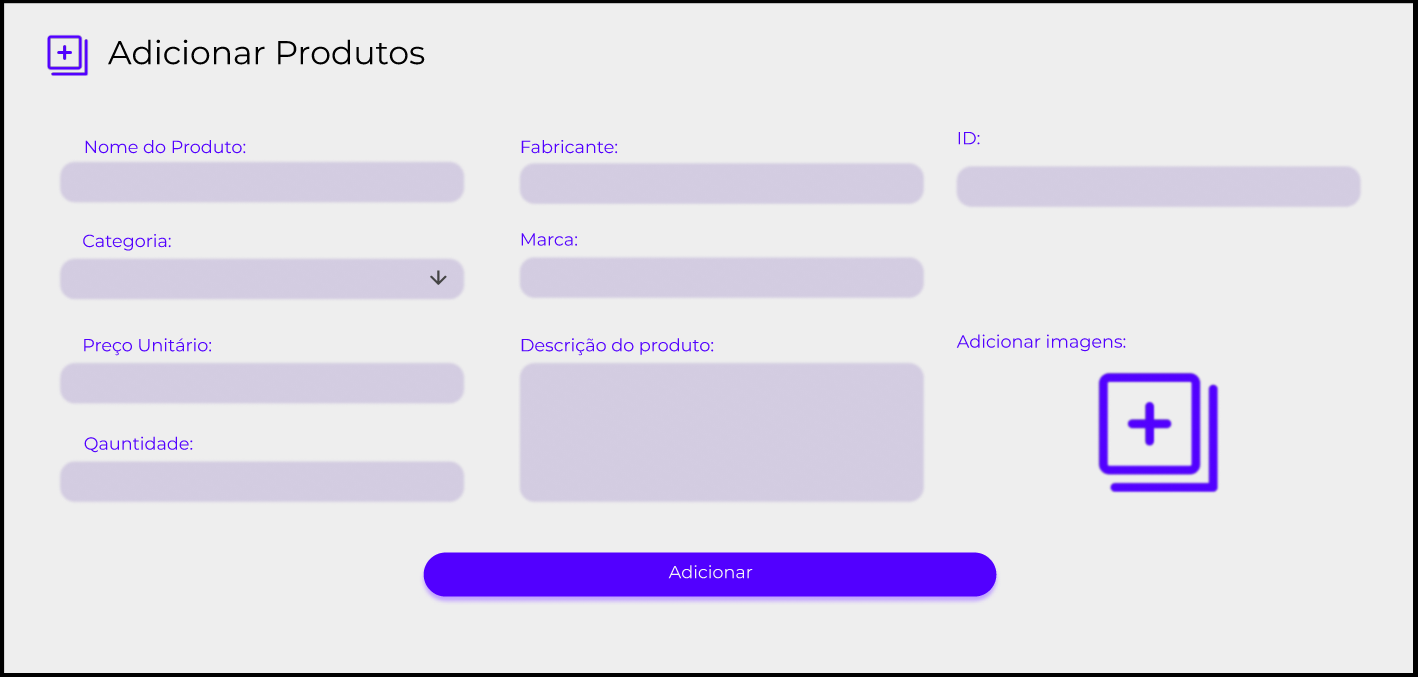 Adicionar Produtos
Nome do Produto:
Fabricante:
ID:
Categoria:
Marca:
Preço Unitário:
Descrição do produto:
Adicionar imagens:
Qauntidade:
Adicionar